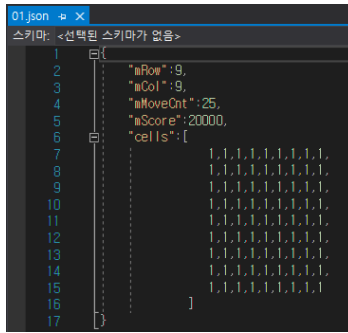 01.json
스키마: <선택된 스키마가 없음>
1 {
2 "mRow":9,
3 "mCol":9,
4 "mMoveCnt":25,
5 "mScore":20000,
6 "cells":[
7 1,1,1,1,1,1,1,1,1,
8 1,1,1,1,1,1,1,1,1,
9 1,1,1,1,1,1,1,1,1,
10 1,1,1,1,1,1,1,1,1,
11 1,1,1,1,1,1,1,1,1,
12 1,1,1,1,1,1,1,1,1,
13 1,1,1,1,1,1,1,1,1,
14 1,1,1,1,1,1,1,1,1,
15 1,1,1,1,1,1,1,1,1
16 ]
17 }